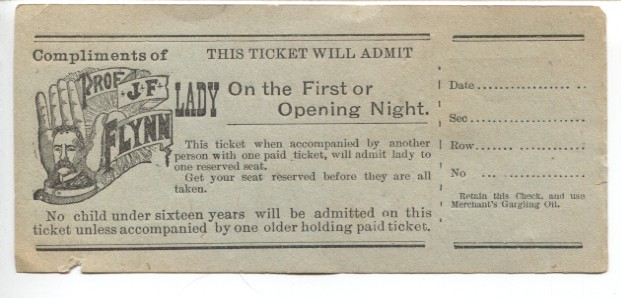 Compliments of
PROF
J. F.
FLYNN
THIS TICKET WILL ADMIT
LADY On the First or
Opening Night.
This ticket when accompanied by another
person with one paid ticket, will admit lady to
one reserved seat.
Get your seat reserved before they are all
taken.
No child under sixteen years will be admitted on this
ticket unless accompanied by one older holding paid ticket.
Date
Sec
Row
No
Retain this Check, and use
Merchant's Gargling Oil.